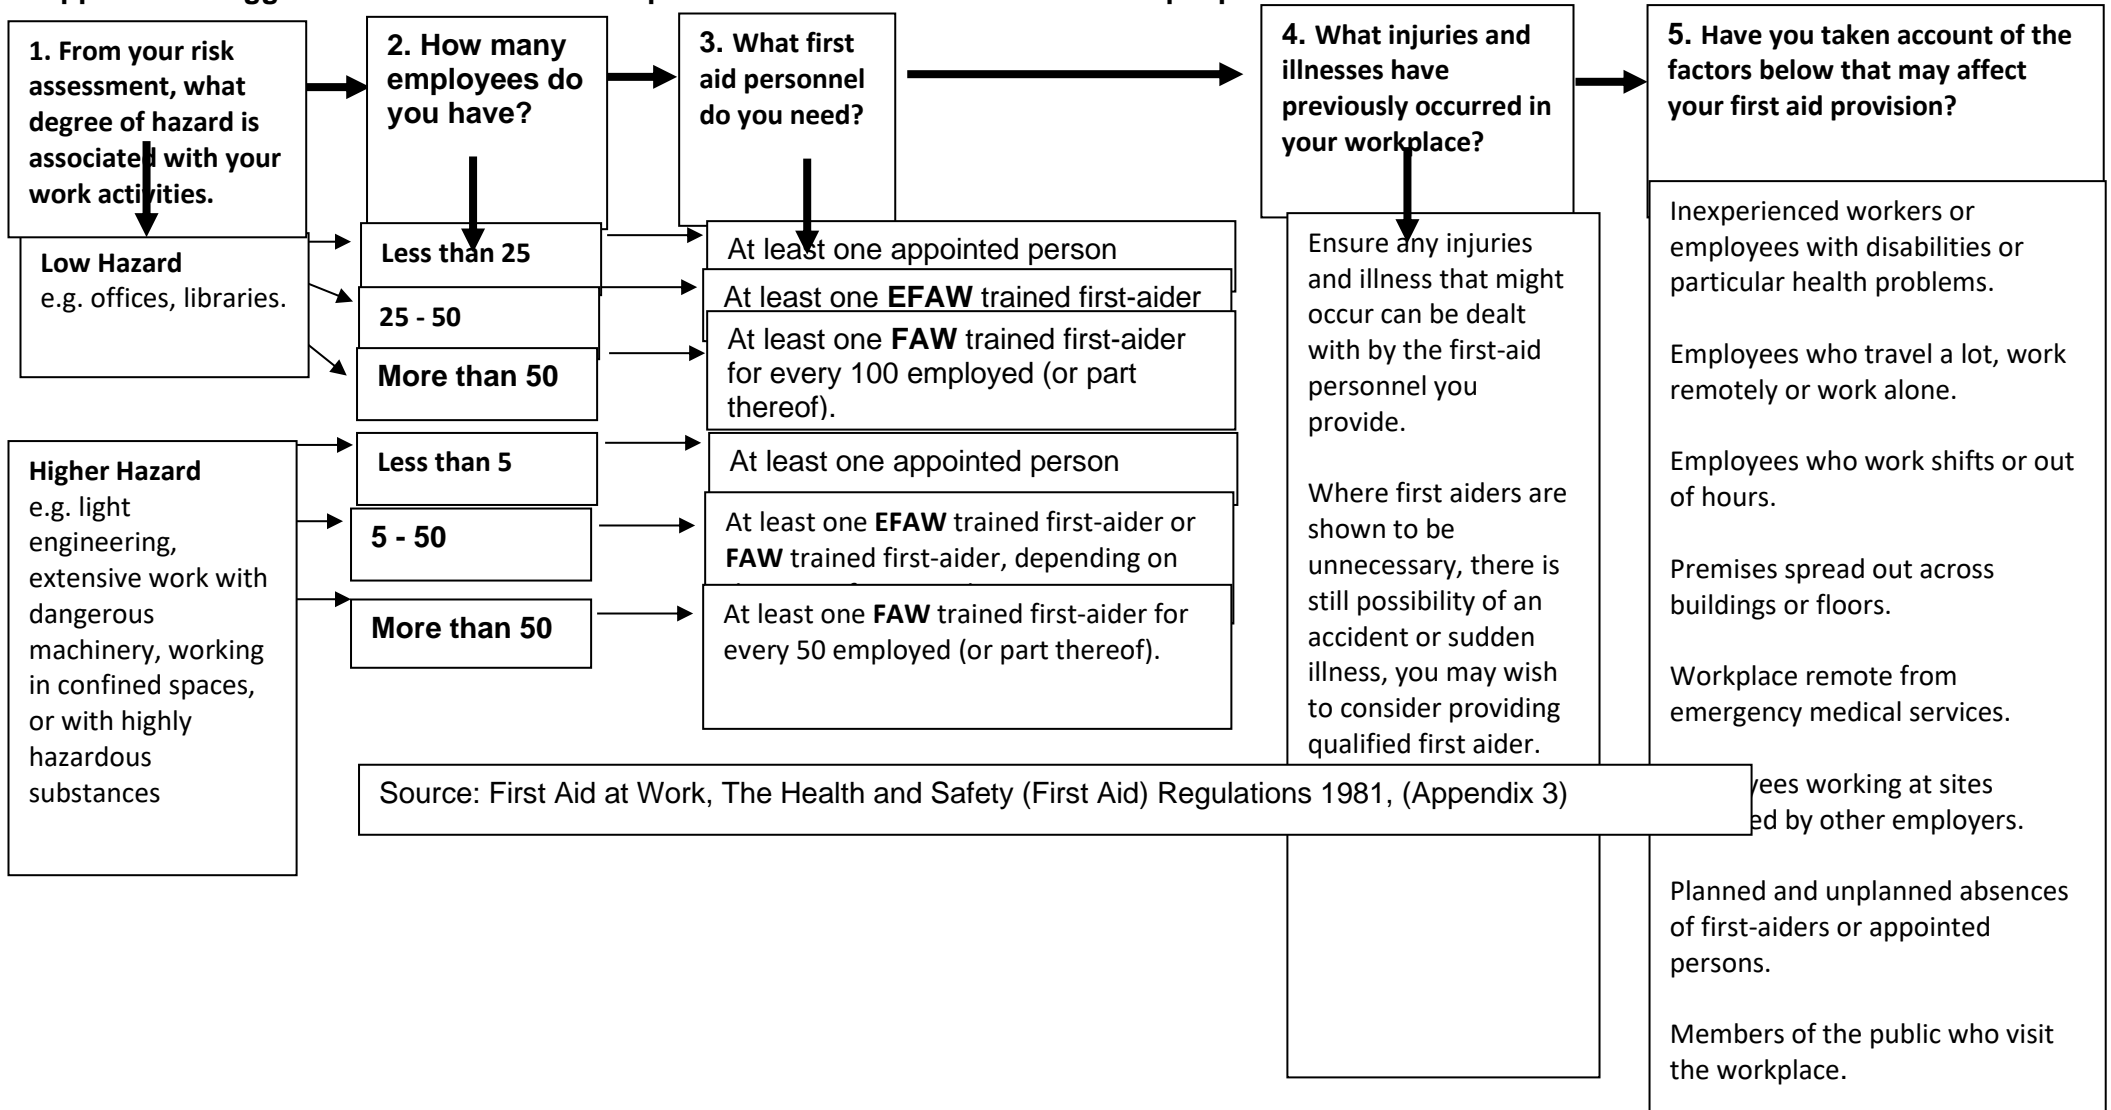 1. From your risk
assessment, what
degree of hazard is
associated with your
work activities.
2. How many
employees do
you have?
3. What first
aid personnel
do you need?
4. What injuries and
illnesses have
previously occurred in
your workplace?
5. Have you taken account of the
factors below that may affect
your first aid provision?
Low Hazard
e.g. offices, libraries.
Less than 25
25 - 50
More than 50
At least one appointed person
At least one EFAW trained first-aider
At least one FAW trained first-aider
for every 100 employed (or part
thereof).
Higher Hazard
e.g. light
engineering,
extensive work with
dangerous
machinery, working
in confined spaces,
or with highly
hazardous
substances
Less than 5
5 - 50
More than 50
At least one appointed person
At least one EFAW trained first-aider or
FAW trained first-aider, depending on
At least one FAW trained first-aider for
every 50 employed (or part thereof).
Ensure any injuries
and illness that might
occur can be dealt
with by the first-aid
personnel you
provide.
Where first aiders are
shown to be
unnecessary, there is
still possibility of an
accident or sudden
illness, you may wish
to consider providing
qualified first aider.
Inexperienced workers or
employees with disabilities or
particular health problems.
Employees who travel a lot, work
remotely or work alone.
Employees who work shifts or out
of hours.
Premises spread out across
buildings or floors.
Workplace remote from
emergency medical services.
working at sites
by other employers.
Planned and unplanned absences
of first-aiders or appointed
persons.
Members of the public who visit
the workplace.
Source: First Aid at Work, The Health and Safety (First Aid) Regulations 1981, (Appendix 3)